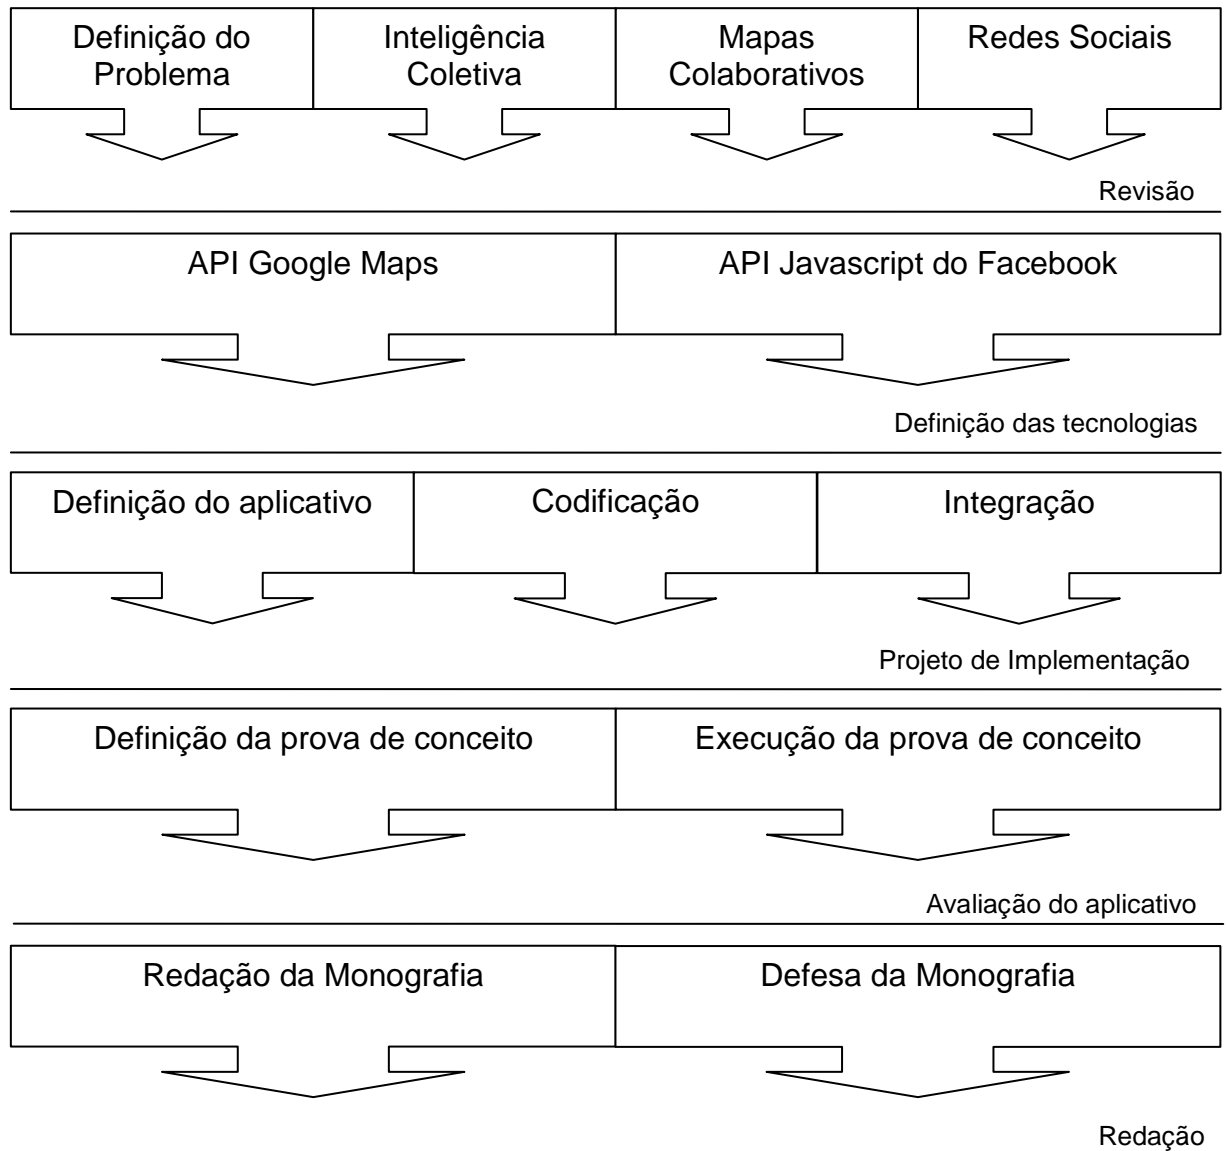 Definição do
Problema
Inteligência
Coletiva
Mapas
Colaborativos
Redes Sociais
Revisão
API Google Maps
API Javascript do Facebook
Definição das tecnologias
Definição do aplicativo
Codificação
Integração
Projeto de Implementação
Definição da prova de conceito
Execução da prova de conceito
Avaliação do aplicativo
Redação da Monografia
Defesa da Monografia
Redação